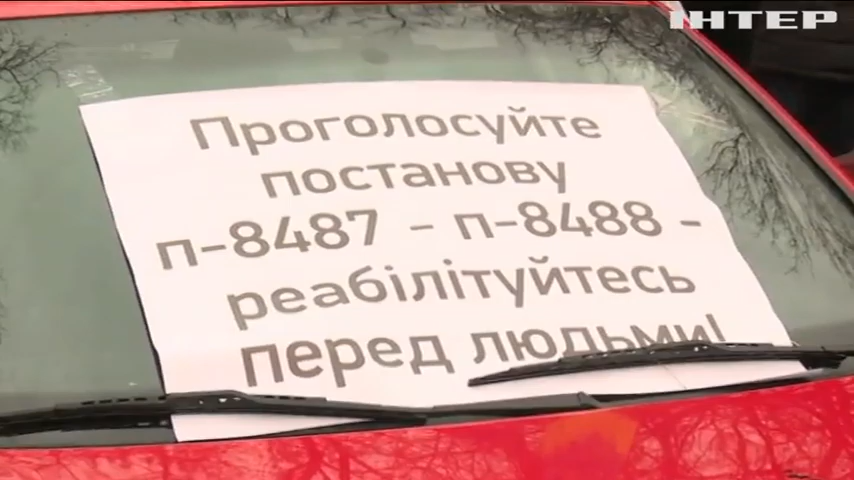 ІНТЕР
Проголосуйте
постанову
п-8487 - п-8488 -
реабілітуйтесь
перед людьми!